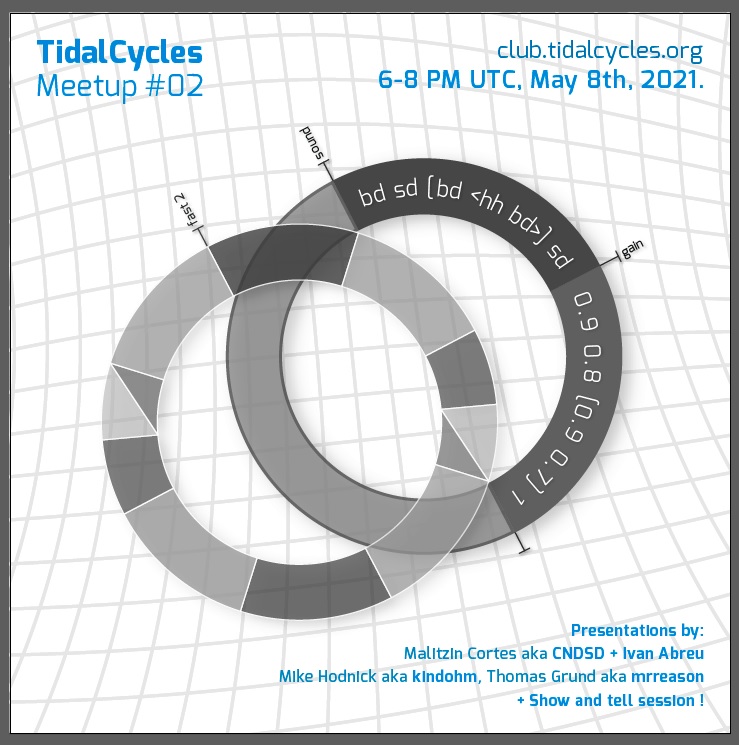 TidalCycles
Meetup #02
club.tidalcycles.org
6-8 PM UTC, May 8th, 2021.
sound
fast 2
bd sd [bd <hh bd>] sd
gain
0.9 0.8 [0.9 0.7] 1
Presentations by:
Malitzin Cortes aka CNDSD + Ivan Abreu
Mike Hodnick aka kindohm, Thomas Grund aka mrreason
+ Show and tell session !